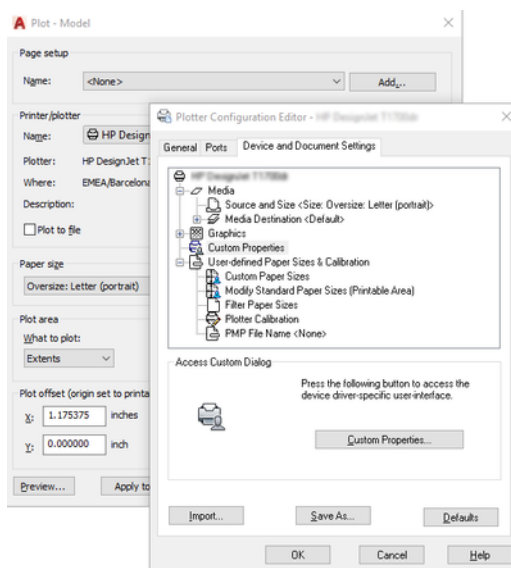 Plot - Model
Page setup
Name:
<None>
Add...
Printer/plotter
Name:
HP Design
Plotter:
HP DesignJet T
Where:
EMEA/Barcelona
Description:
Plot to file
Paper size
Oversize: Letter (portrait)
Plot area
What to plot:
Extents
Plot offset (origin set to printa
X:
1.175375
inches
Y:
0.000000
inch
Preview...
Apply to
Plotter Configuration Editor - HP DesignJet T1700dr
General
Ports
Device and Document Settings
HP DesignJet T1700dr
Media
Source and Size <Size: Oversize: Letter (portrait)>
Media Destination <Default>
Graphics
Custom Properties
User-defined Paper Sizes & Calibration
Custom Paper Sizes
Modify Standard Paper Sizes (Printable Area)
Filter Paper Sizes
Plotter Calibration
PMP File Name <None>
Access Custom Dialog
Press the following button to access the
device driver-specific user-interface.
Custom Properties...
Import...
Save As...
Defaults
OK
Cancel
Help